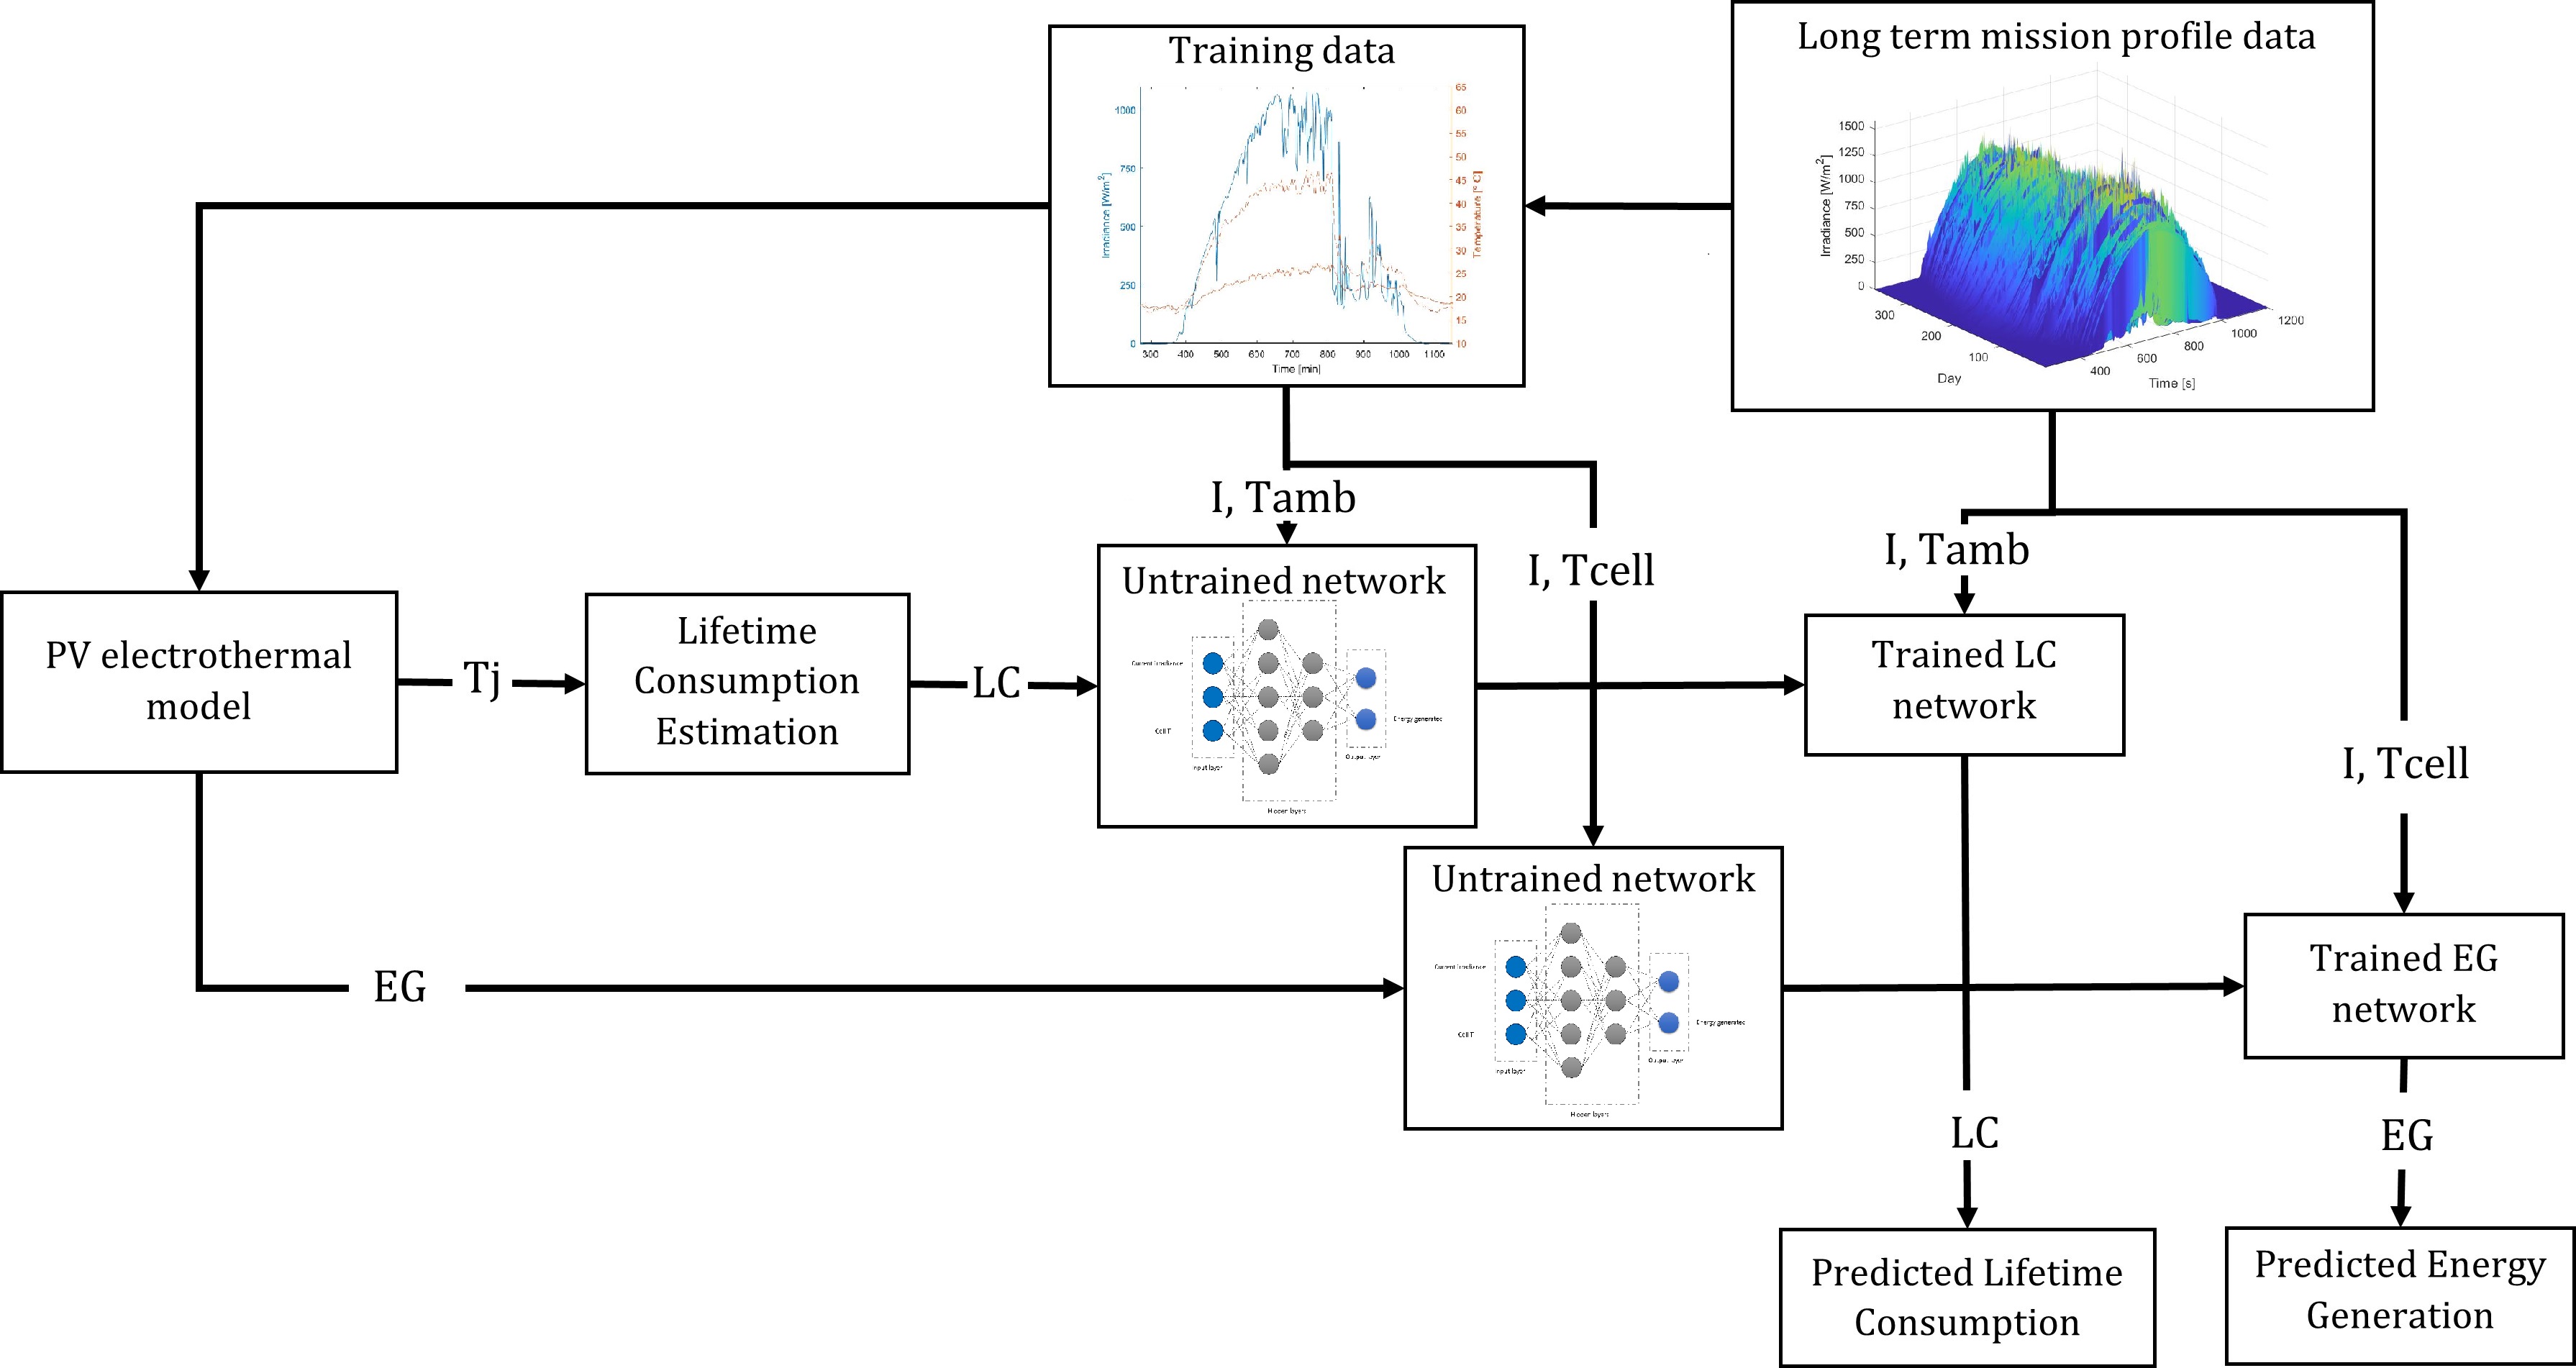 Training data
1000
750
500
250
0
Irradiance [W/m²]
65
60
55
50
45
40
35
30
25
20
15
10
Temperature [° C]
300 400 500 600 700 800 900 1000 1100
Time [min]
Long term mission profile data
1500
1250
1000
750
500
250
0
Irradiance [W/m²]
300
200
100
Day
400
600
800
1000
1200
Time [s]
I, Tamb
I, Tcell
I, Tamb
I, Tcell
PV electrothermal
model
Tj
Lifetime
Consumption
Estimation
LC
Untrained network
Current Irradiance
Cell T
Input layer
Hidden layers
Output layer
Energy generated
Trained LC
network
EG
Untrained network
Current Irradiance
Cell T
Input layer
Hidden layers
Output layer
Energy generated
Trained EG
network
LC
EG
Predicted Lifetime
Consumption
Predicted Energy
Generation